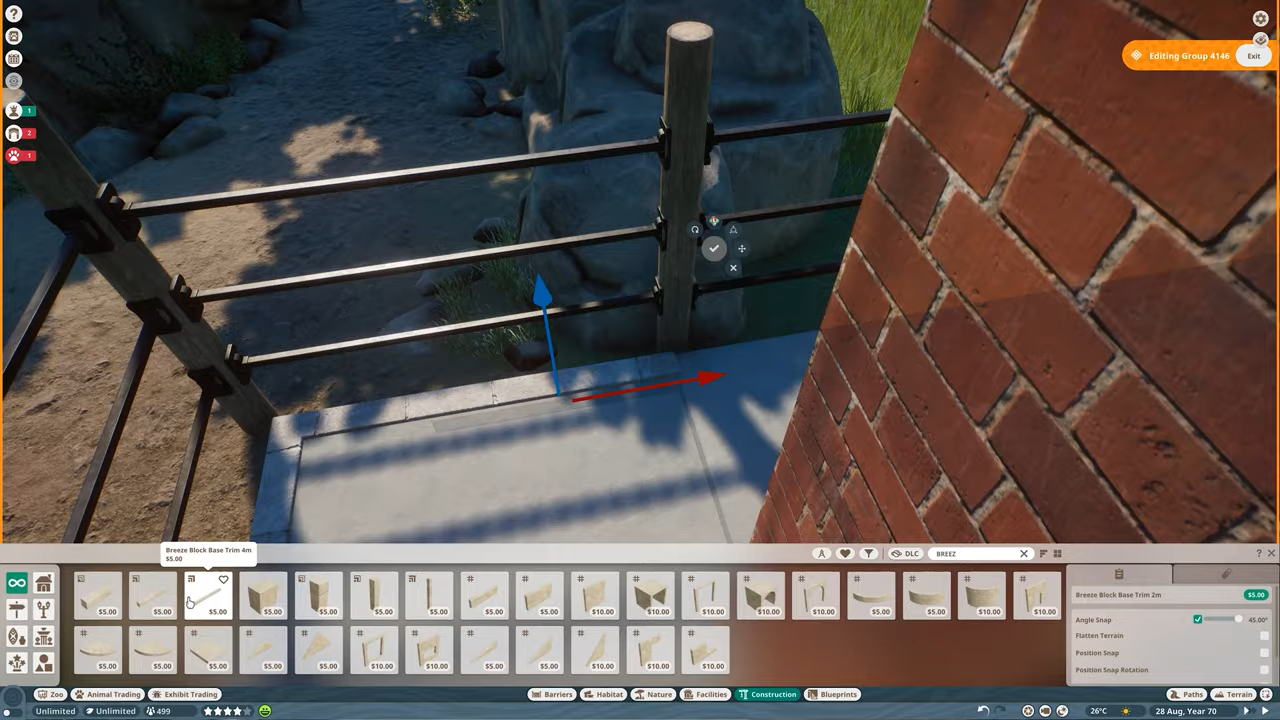 ?
Editing Group 4146
Exit
1
2
1
Breeze Block Base Trim 4m
$5.00
DLC
BREEZ
?
$5.00 $5.00 $5.00 $5.00 $5.00 $5.00 $5.00 $5.00 $5.00 $10.00 $10.00 $10.00 $10.00 $10.00 $5.00 $5.00 $10.00 $10.00
$5.00 $5.00 $5.00 $5.00 $5.00 $10.00 $10.00 $5.00 $5.00 $10.00 $10.00 $10.00
Breeze Block Base Trim 2m
$5.00
Angle Snap
45.00°
Flatten Terrain
Position Snap
Position Snap Rotation
Zoo Animal Trading Exhibit Trading Barriers Habitat Nature Facilities Construction Blueprints Paths Terrain
Unlimited Unlimited 499 26°C 28 Aug, Year 70